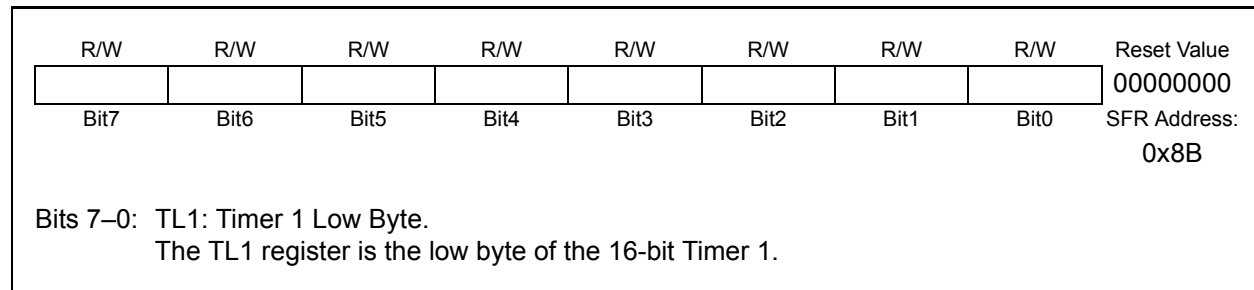 R/W R/W R/W R/W R/W R/W R/W R/W Reset Value
00000000
Bit7 Bit6 Bit5 Bit4 Bit3 Bit2 Bit1 Bit0 SFR Address:
0x8B
Bits 7–0: TL1: Timer 1 Low Byte.
The TL1 register is the low byte of the 16-bit Timer 1.